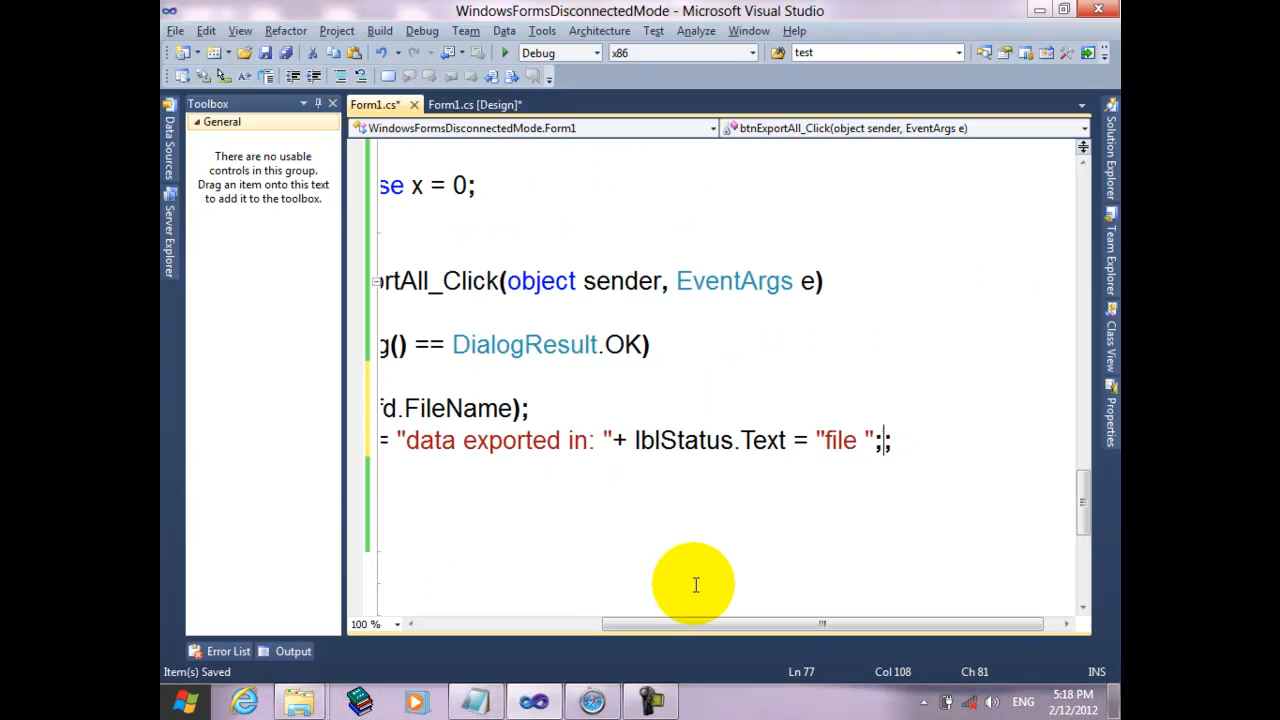 WindowsFormsDisconnectedMode - Microsoft Visual Studio
File Edit View Refactor Project Build Debug Team Data Tools Architecture Test Analyze Window Help
Debug x86 test
Toolbox
General
There are no usable
controls in this group.
Drag an item onto this text
to add it to the toolbox.
Data Sources
Server Explorer
Form1.cs* Form1.cs [Design]*
WindowsFormsDisconnectedMode.Form1 btnExportAll_Click(object sender, EventArgs e)
se x = 0;
ortAll_Click(object sender, EventArgs e)
g() == DialogResult.OK)
fd.FileName);
= "data exported in: "+ lblStatus.Text = "file ";;
Solution Explorer
Team Explorer
Class View
Properties
100 %
Error List Output
Item(s) Saved Ln 77 Col 108 Ch 81 INS
ENG 5:18 PM
2/12/2012